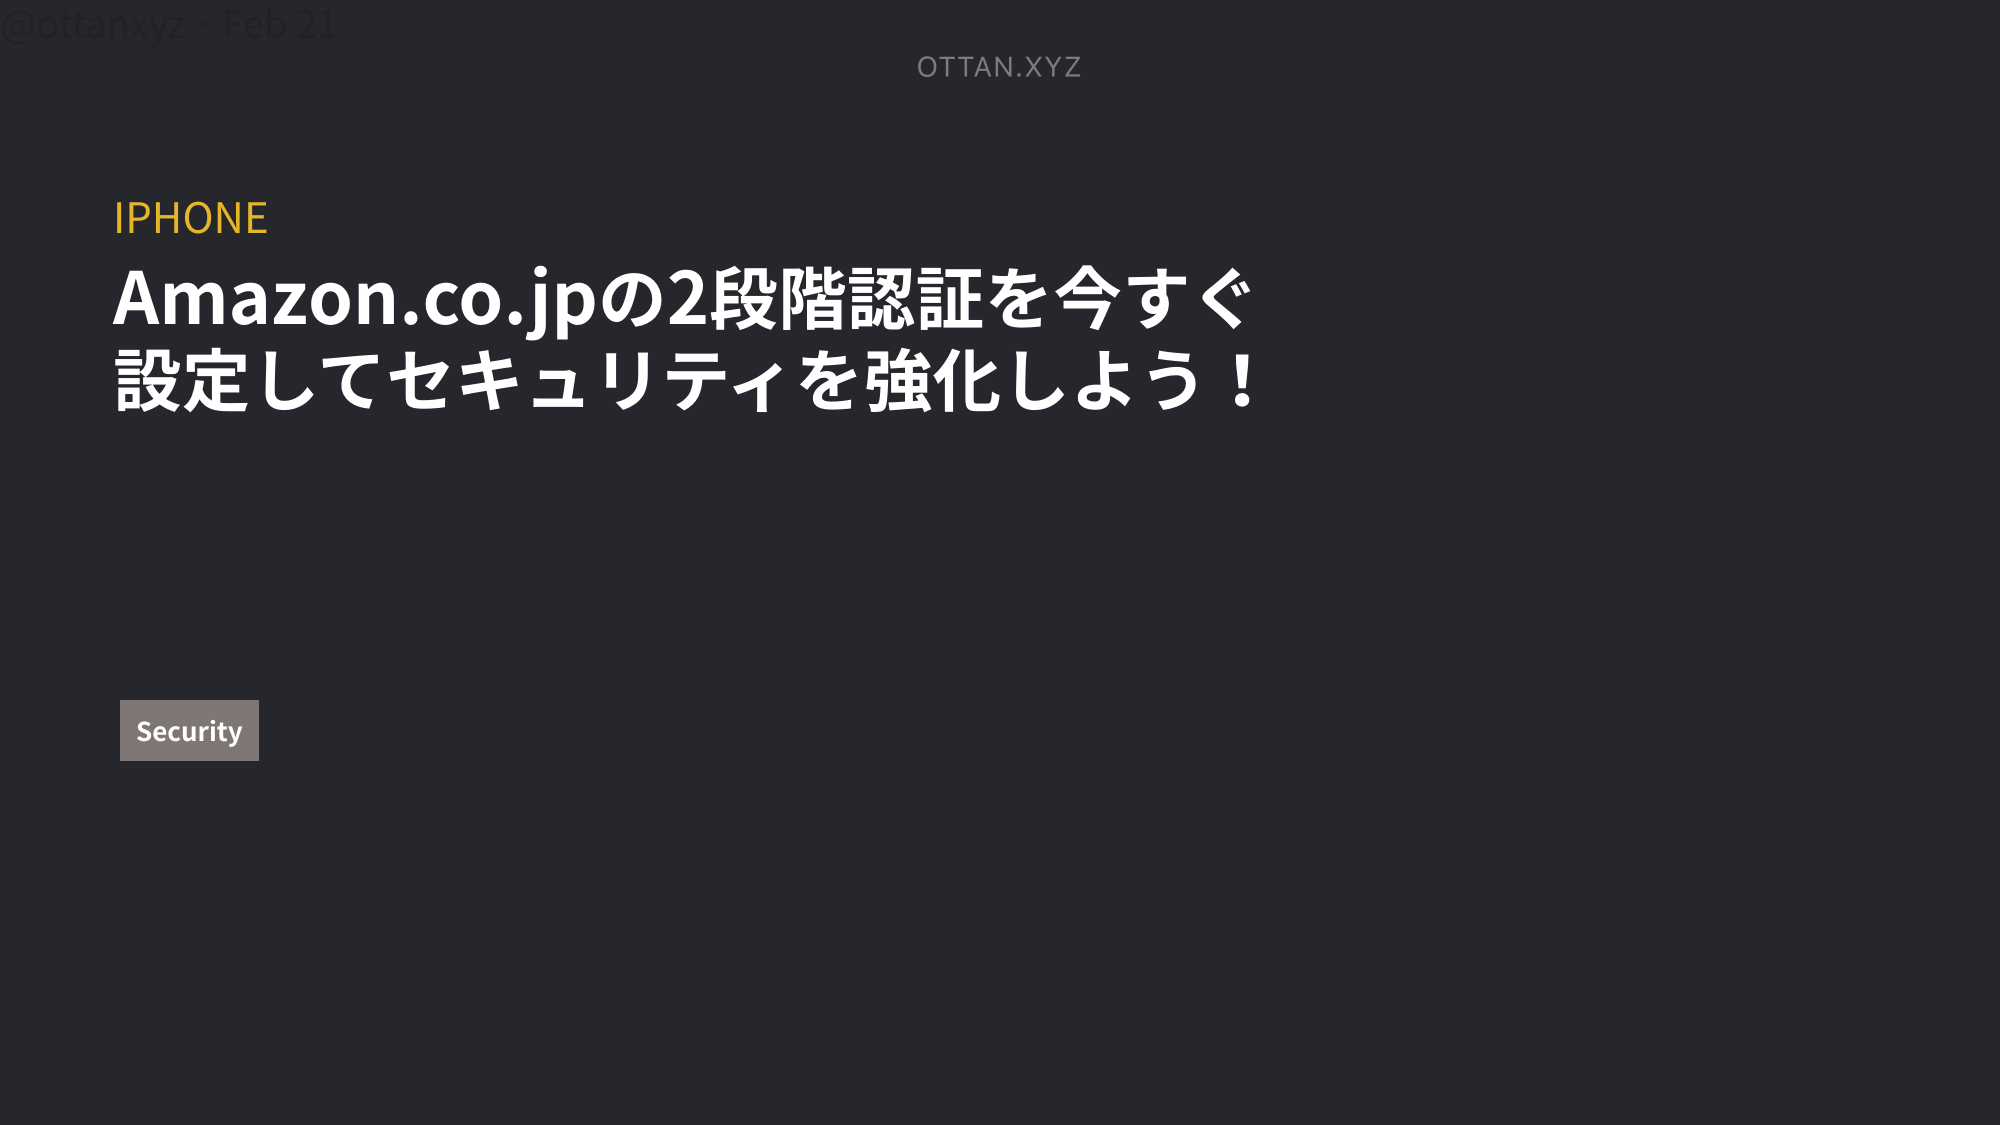 @ottanxyz・Feb 21
OTTAN.XYZ
IPHONE
Amazon.co.jpの2段階認証を今すぐ
設定してセキュリティを強化しよう！
Security